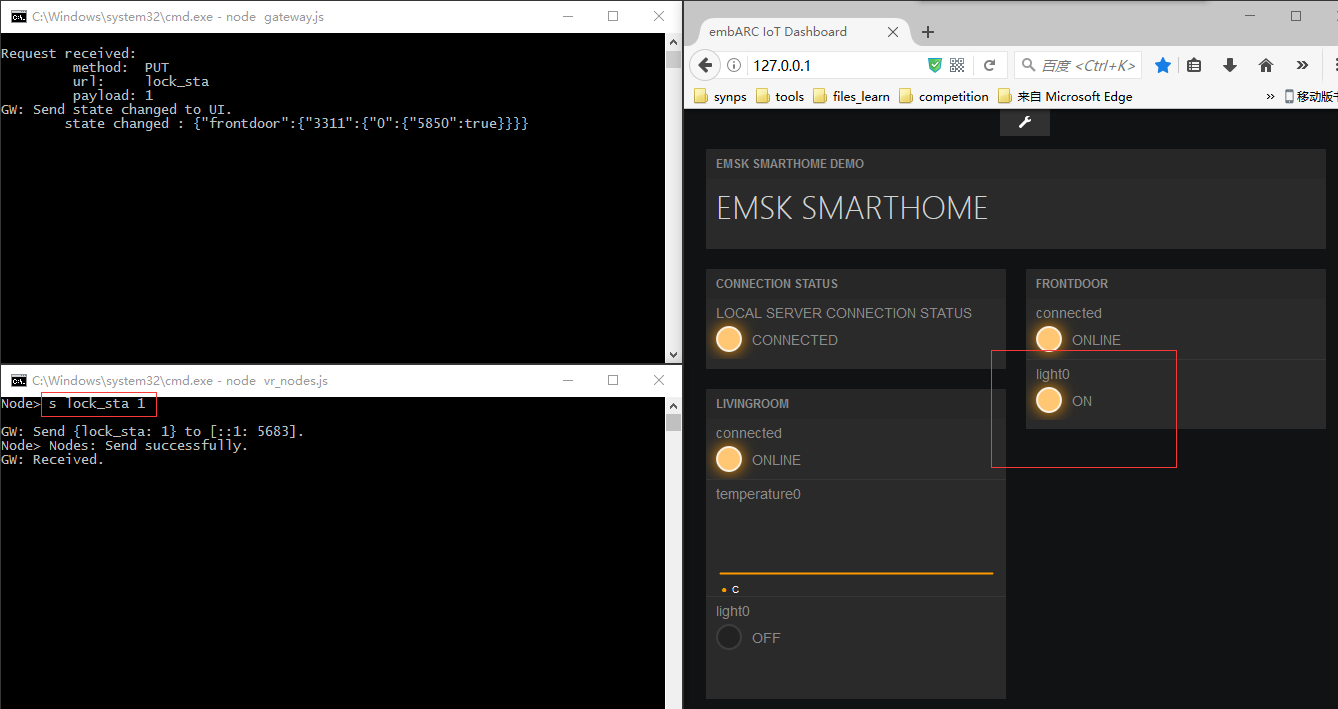 C:\Windows\system32\cmd.exe - node  gateway.js
Request received:
method:  PUT
url:     lock_sta
payload: 1
GW: Send state changed to UI.
state changed : {"frontdoor":{"3311":{"0":{"5850":true}}}}
C:\Windows\system32\cmd.exe - node  vr_nodes.js
Node> s lock_sta 1
GW: Send {lock_sta: 1} to [::1: 5683].
Node> Nodes: Send successfully.
GW: Received.
embARC IoT Dashboard
127.0.0.1
百度 <Ctrl+K>
synps tools files_learn competition 来自 Microsoft Edge » 移动版
EMSK SMARTHOME DEMO
EMSK SMARTHOME
CONNECTION STATUS
LOCAL SERVER CONNECTION STATUS
CONNECTED
FRONTDOOR
connected
ONLINE
light0
ON
LIVINGROOM
connected
ONLINE
temperature0
C
light0
OFF